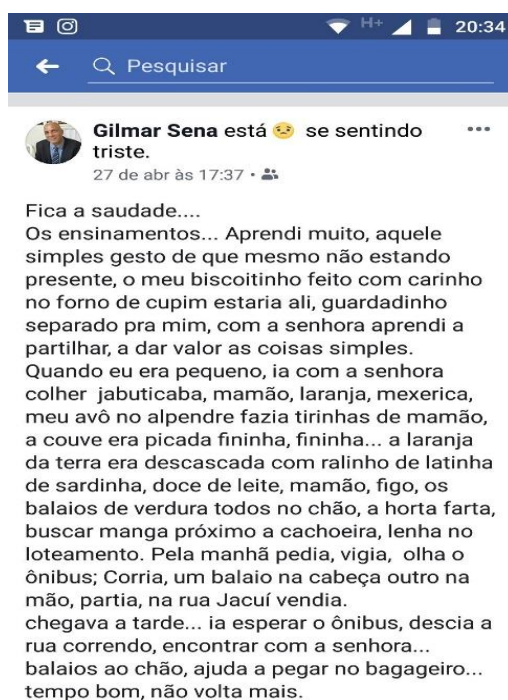 H+ 20:34
Pesquisar
Gilmar Sena está 😟 se sentindo
triste.
27 de abr às 17:37 •
Fica a saudade....
Os ensinamentos... Aprendi muito, aquele
simples gesto de que mesmo não estando
presente, o meu biscoitinho feito com carinho
no forno de cupim estaria ali, guardadinho
separado pra mim, com a senhora aprendi a
partilhar, a dar valor as coisas simples.
Quando eu era pequeno, ia com a senhora
colher jabuticaba, mamão, laranja, mexerica,
meu avô no alpendre fazia tirinhas de mamão,
a couve era picada fininha, fininha... a laranja
da terra era descascada com ralinho de latinha
de sardinha, doce de leite, mamão, figo, os
balaios de verdura todos no chão, a horta farta,
buscar manga próximo a cachoeira, lenha no
loteamento. Pela manhã pedia, vigia, olha o
ônibus; Corria, um balaio na cabeça outro na
mão, partia, na rua Jacuí vendia.
chegava a tarde... ia esperar o ônibus, descia a
rua correndo, encontrar com a senhora...
balaios ao chão, ajuda a pegar no bagageiro...
tempo bom, não volta mais.